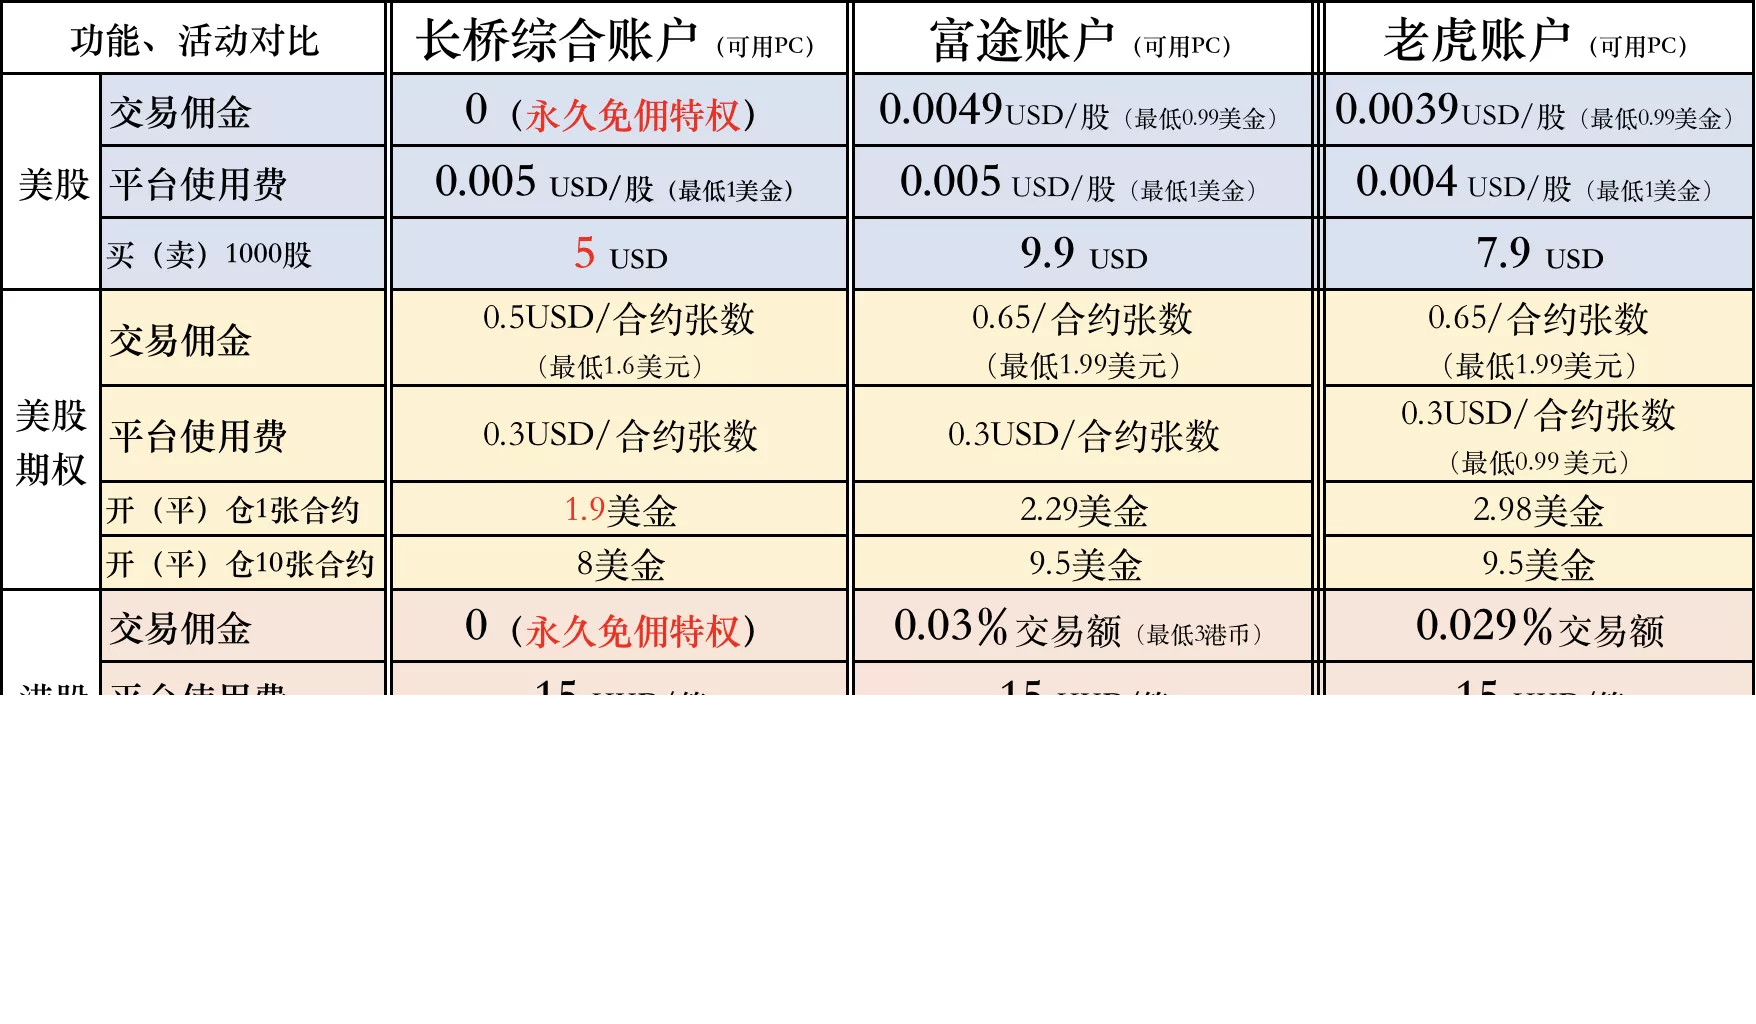 功能、活动对比 长桥综合账户（可用PC） 富途账户（可用PC） 老虎账户（可用PC）
美股
交易佣金 0（永久免佣特权） 0.0049USD/股（最低0.99美金） 0.0039USD/股（最低0.99美金）
平台使用费 0.005 USD/股（最低1美金） 0.005 USD/股（最低1美金） 0.004 USD/股（最低1美金）
买（卖）1000股 5 USD 9.9 USD 7.9 USD
美股
期权
交易佣金 0.5USD/合约张数 0.65/合约张数 0.65/合约张数
（最低1.6美元） （最低1.99美元） （最低1.99美元）
平台使用费 0.3USD/合约张数 0.3USD/合约张数 0.3USD/合约张数
（最低0.99美元）
开（平）仓1张合约 1.9美金 2.29美金 2.98美金
开（平）仓10张合约 8美金 9.5美金 9.5美金
交易佣金 0（永久免佣特权） 0.03%交易额（最低3港币） 0.029%交易额
港股 平台使用费 15 15 15